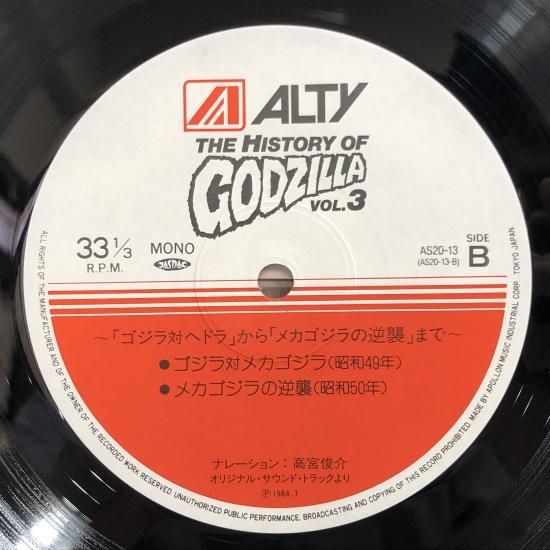 ALTY
THE HISTORY OF
GODZILLA
VOL.3
33 1/3
R.P.M.
MONO
JASRAC
AS20-13
(AS20-13-B)
SIDE
B
～「ゴジラ対ヘドラ」から「メカゴジラの逆襲」まで～
●ゴジラ対メカゴジラ(昭和49年)
●メカゴジラの逆襲(昭和50年)
ナレーション：高宮俊介
オリジナル・サウンド・トラックより
Ⓟ1984.7
ALL RIGHTS OF THE MANUFACTURER AND OF THE OWNER OF THE RECORDED WORK RESERVED. UNAUTHORIZED PUBLIC PERFORMANCE. BROADCASTING AND COPYING OF THIS RECORD PROHIBITED. MADE BY APOLLON MUSIC INDUSTRIAL CORP. TOKYO JAPAN.